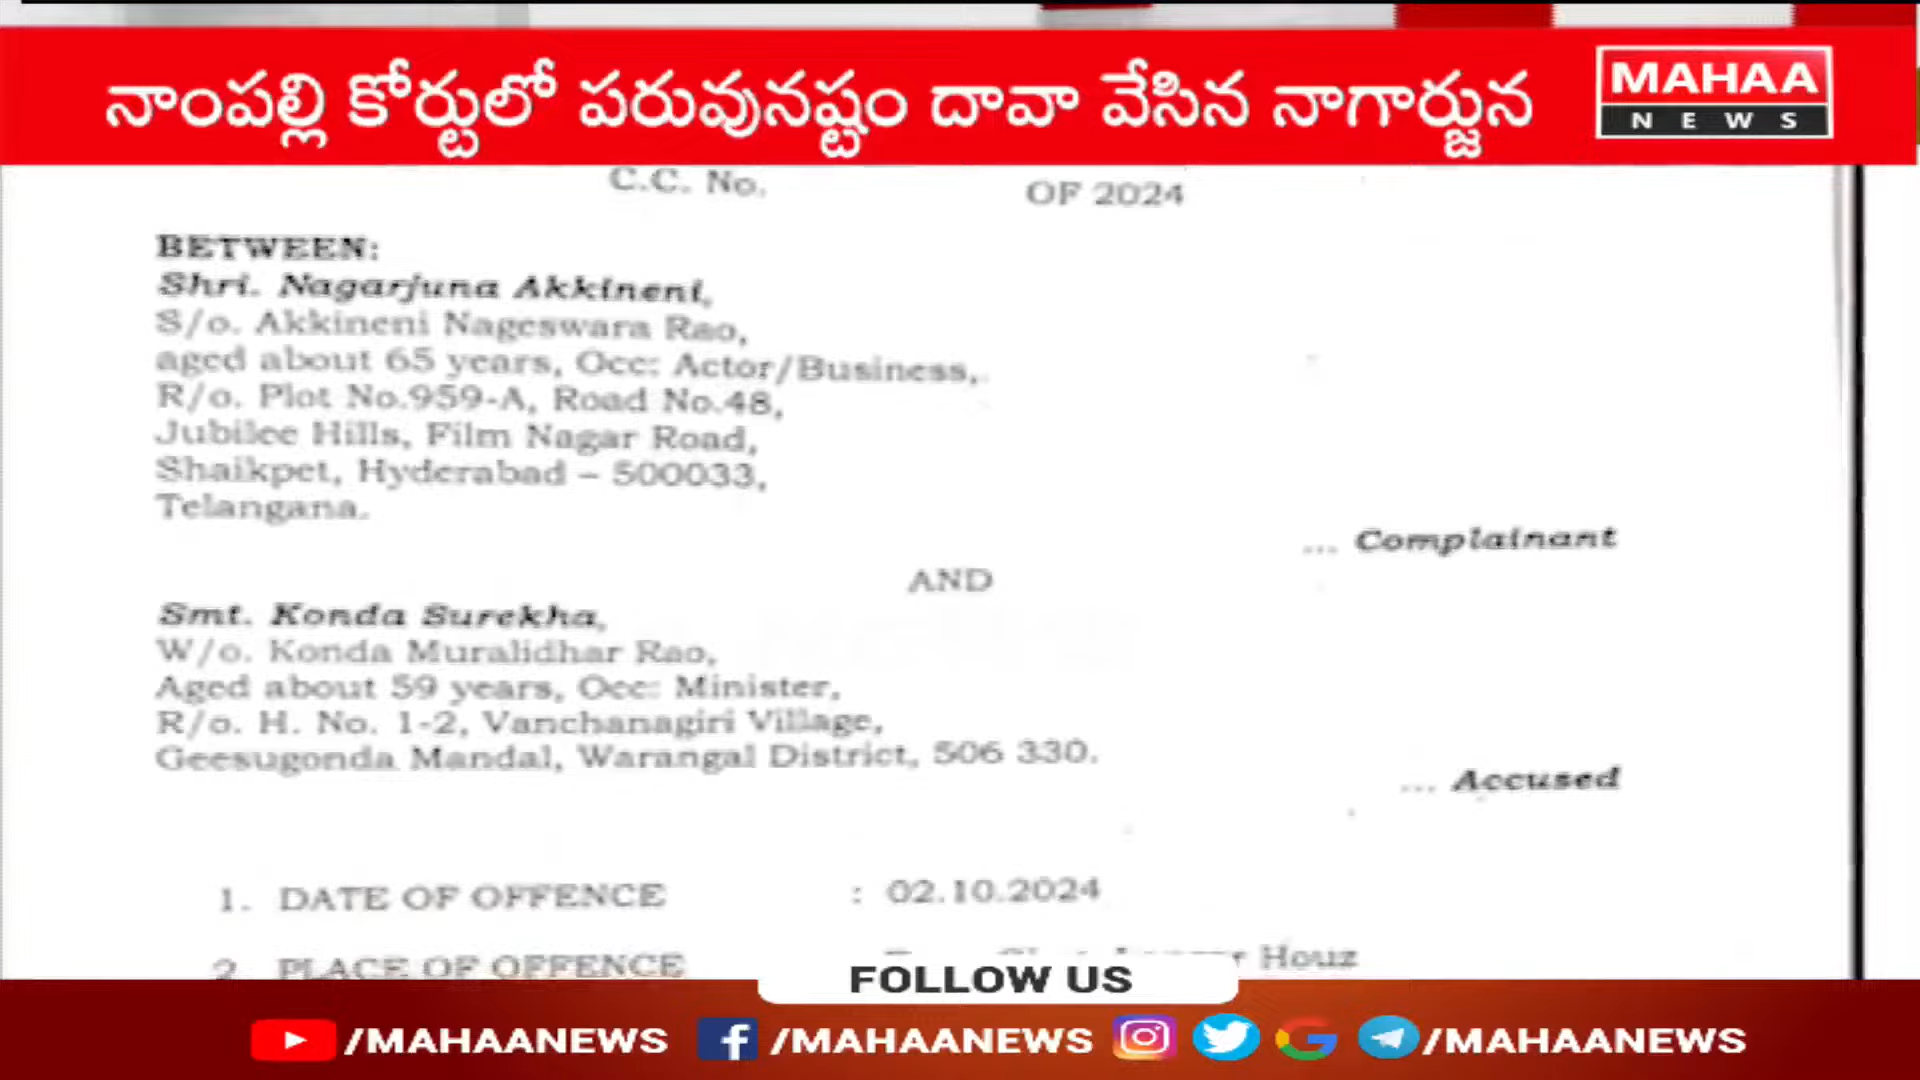 నాంపల్లి కోర్టులో పరువునష్టం దావా వేసిన నాగార్జున
MAHAA
NEWS
C.C. No. OF 2024
BETWEEN:
Shri. Nagarjuna Akkineni,
S/o. Akkineni Nageswara Rao,
aged about 65 years, Occ: Actor/Business,
R/o. Plot No.959-A, Road No.48,
Jubilee Hills, Film Nagar Road,
Shaikpet, Hyderabad – 500033,
Telangana.
... Complainant
AND
Smt. Konda Surekha,
W/o. Konda Muralidhar Rao,
Aged about 59 years, Occ: Minister,
R/o. H. No. 1-2, Vanchanagiri Village,
Geesugonda Mandal, Warangal District, 506 330.
... Accused
1. DATE OF OFFENCE : 02.10.2024
2. PLACE OF OFFENCE Houz
FOLLOW US
/MAHAANEWS /MAHAANEWS /MAHAANEWS